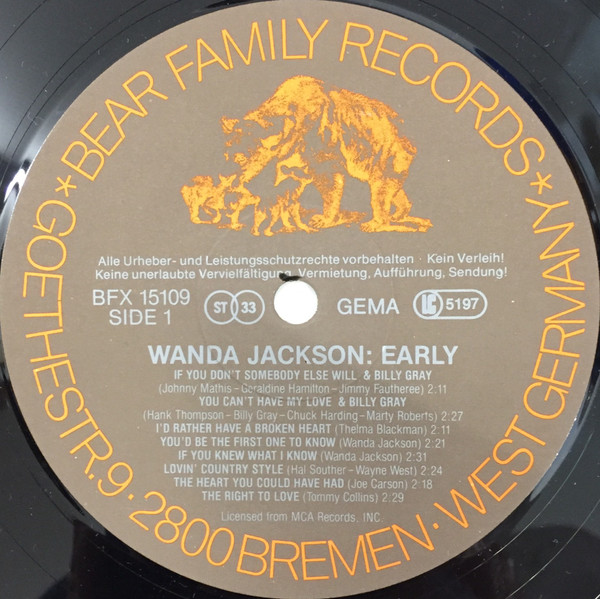 BEAR FAMILY RECORDS
* GOETHESTR. 9 · 2800 BREMEN · WEST GERMANY *
Alle Urheber- und Leistungsschutzrechte vorbehalten · Kein Verleih!
Keine unerlaubte Vervielfältigung, Vermietung, Aufführung, Sendung!
BFX 15109 ST 33 GEMA LC 5197
SIDE 1
WANDA JACKSON: EARLY
IF YOU DON'T SOMEBODY ELSE WILL & BILLY GRAY
(Johnny Mathis – Geraldine Hamilton – Jimmy Fautheree) 2:11
YOU CAN'T HAVE MY LOVE & BILLY GRAY
(Hank Thompson – Billy Gray – Chuck Harding – Marty Roberts) 2:27
I'D RATHER HAVE A BROKEN HEART (Thelma Blackman) 2:11
YOU'D BE THE FIRST ONE TO KNOW (Wanda Jackson) 2:21
IF YOU KNEW WHAT I KNOW (Wanda Jackson) 2:31
LOVIN' COUNTRY STYLE (Hal Souther – Wayne West) 2:24
THE HEART YOU COULD HAVE HAD (Joe Carson) 2:18
THE RIGHT TO LOVE (Tommy Collins) 2:29
Licensed from MCA Records, INC.